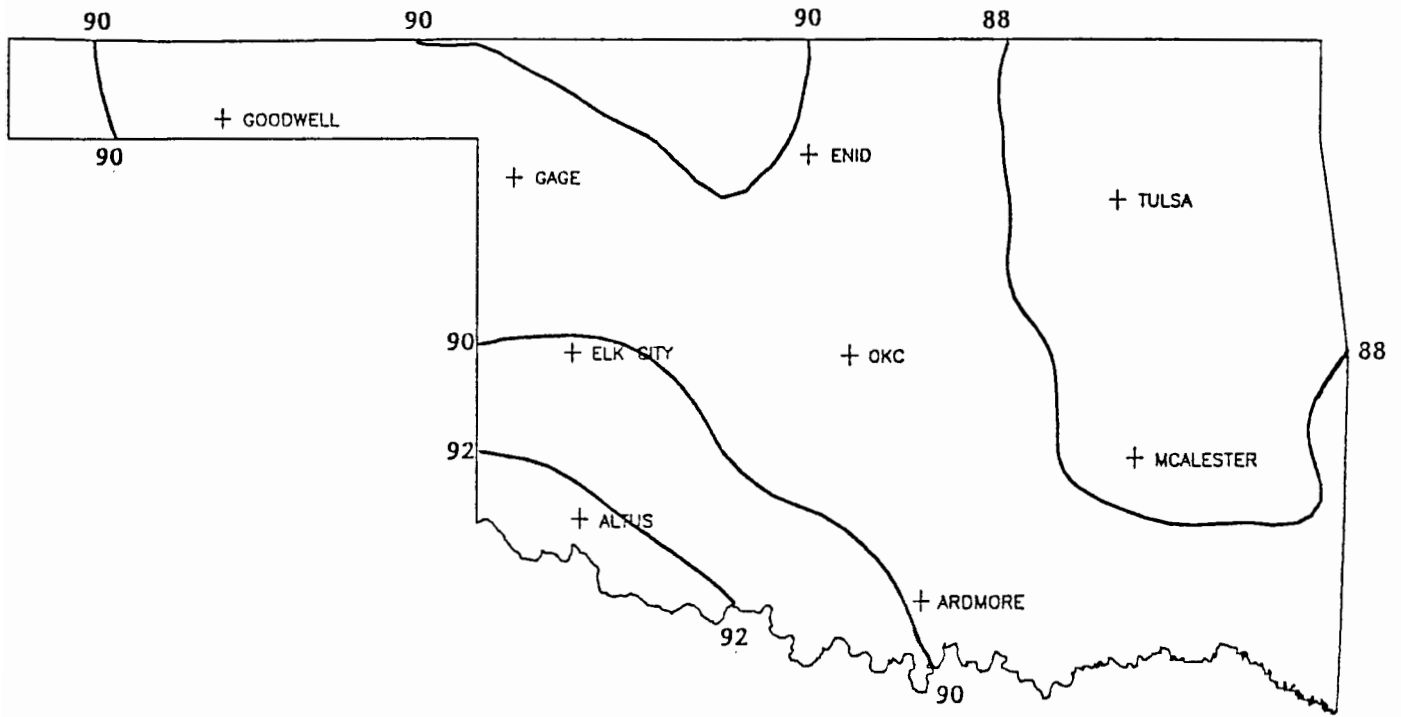 90
90
90
88
GOODWELL
90
ENID
GAGE
TULSA
90
ELK CITY
OKC
88
92
MCALESTER
ALTUS
ARDMORE
92
90